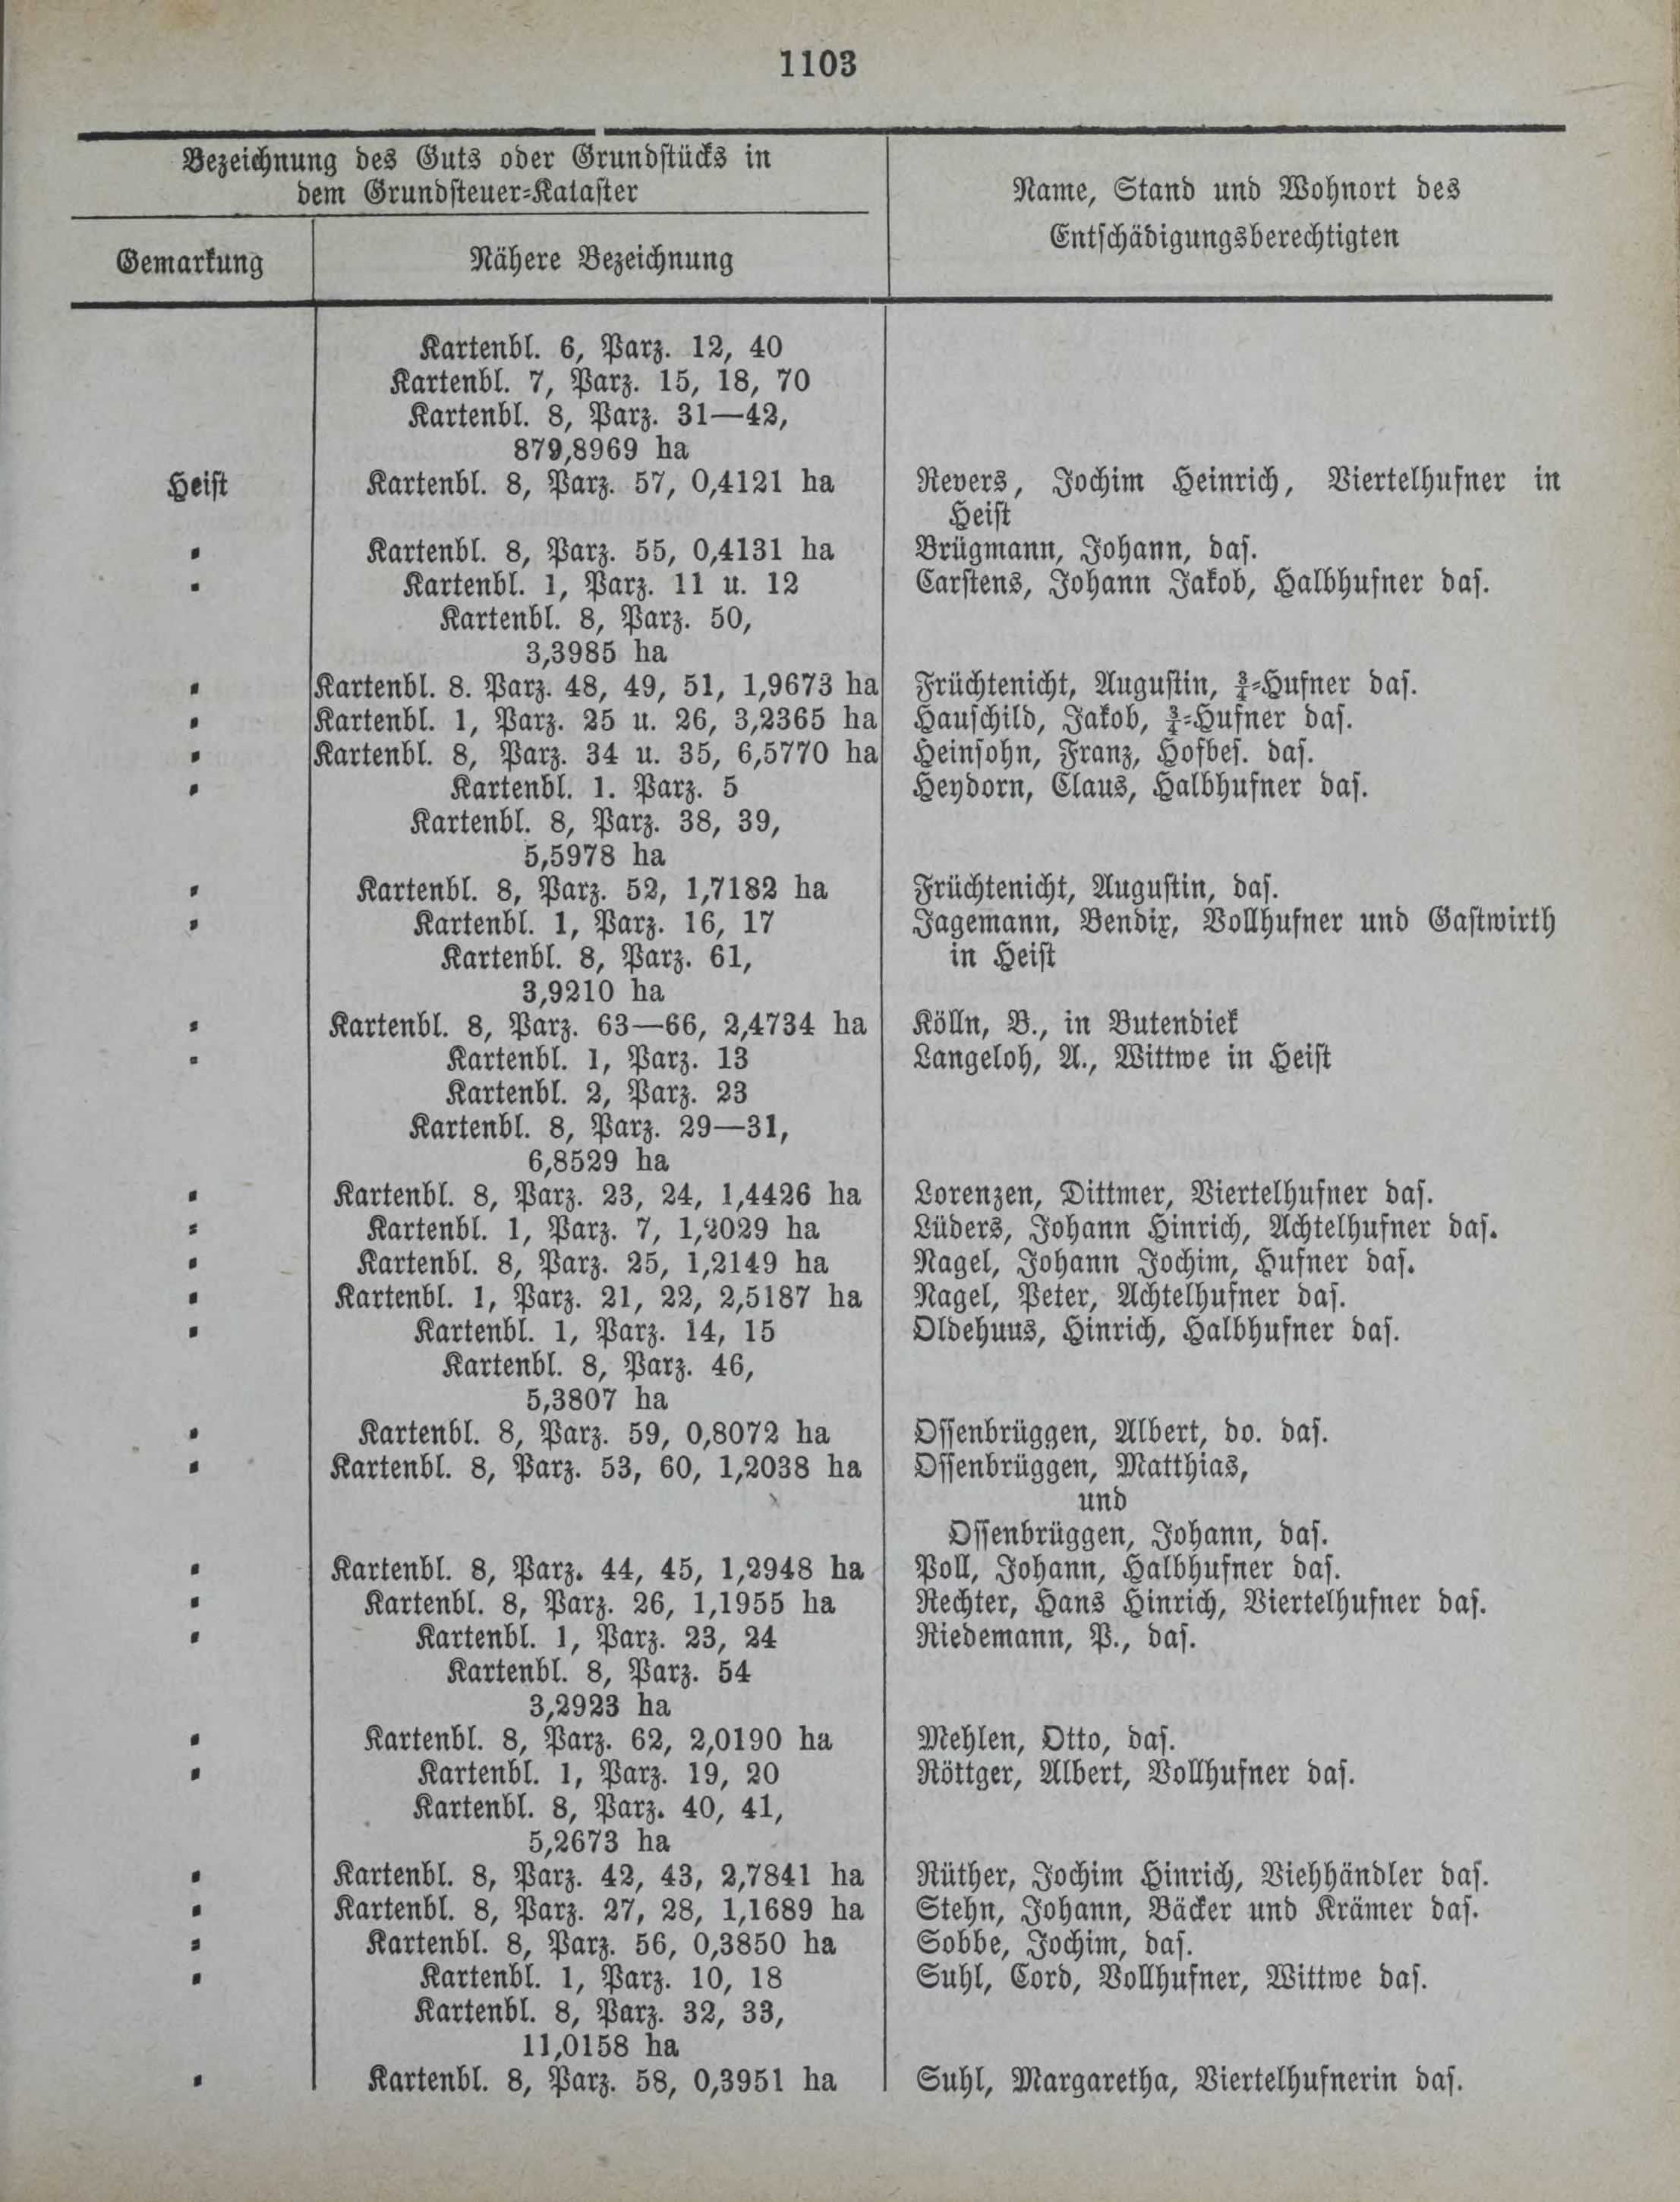 1103
Bezeichnung des Guts oder Grundstücks in
dem Grundsteuer-Kataster
Name, Stand und Wohnort des
Entschädigungsberechtigten
Gemarkung Nähere Bezeichnung
Kartenbl. 6, Parz. 12, 40
Kartenbl. 7, Parz. 15, 18, 70
Kartenbl. 8, Parz. 31—42,
879,8969 ha
Heist Kartenbl. 8, Parz. 57, 0,4121 ha Revers, Jochim Heinrich, Viertelhufner in
Heist
" Kartenbl. 8, Parz. 55, 0,4131 ha Brügmann, Johann, das.
" Kartenbl. 1, Parz. 11 u. 12 Carstens, Johann Jakob, Halbhufner das.
Kartenbl. 8, Parz. 50,
3,3985 ha
" Kartenbl. 8. Parz. 48, 49, 51, 1,9673 ha Früchtenicht, Augustin, ¾-Hufner das.
" Kartenbl. 1, Parz. 25 u. 26, 3,2365 ha Hauschild, Jakob, ¾-Hufner das.
" Kartenbl. 8, Parz. 34 u. 35, 6,5770 ha Heinsohn, Franz, Hofbes. das.
" Kartenbl. 1. Parz. 5 Heydorn, Claus, Halbhufner das.
Kartenbl. 8, Parz. 38, 39,
5,5978 ha
" Kartenbl. 8, Parz. 52, 1,7182 ha Früchtenicht, Augustin, das.
" Kartenbl. 1, Parz. 16, 17 Jagemann, Bendix, Vollhufner und Gastwirth
Kartenbl. 8, Parz. 61, in Heist
3,9210 ha
" Kartenbl. 8, Parz. 63—66, 2,4734 ha Kölln, B., in Butendiek
" Kartenbl. 1, Parz. 13 Langeloh, A., Wittwe in Heist
Kartenbl. 2, Parz. 23
Kartenbl. 8, Parz. 29—31,
6,8529 ha
" Kartenbl. 8, Parz. 23, 24, 1,4426 ha Lorenzen, Dittmer, Viertelhufner das.
" Kartenbl. 1, Parz. 7, 1,2029 ha Lüders, Johann Hinrich, Achtelhufner das.
" Kartenbl. 8, Parz. 25, 1,2149 ha Nagel, Johann Jochim, Hufner das.
" Kartenbl. 1, Parz. 21, 22, 2,5187 ha Nagel, Peter, Achtelhufner das.
" Kartenbl. 1, Parz. 14, 15 Oldehuus, Hinrich, Halbhufner das.
Kartenbl. 8, Parz. 46,
5,3807 ha
" Kartenbl. 8, Parz. 59, 0,8072 ha Ossenbrüggen, Albert, do. das.
" Kartenbl. 8, Parz. 53, 60, 1,2038 ha Ossenbrüggen, Matthias,
und
Ossenbrüggen, Johann, das.
" Kartenbl. 8, Parz. 44, 45, 1,2948 ha Poll, Johann, Halbhufner das.
" Kartenbl. 8, Parz. 26, 1,1955 ha Rechter, Hans Hinrich, Viertelhufner das.
" Kartenbl. 1, Parz. 23, 24 Riedemann, P., das.
Kartenbl. 8, Parz. 54
3,2923 ha
" Kartenbl. 8, Parz. 62, 2,0190 ha Mehlen, Otto, das.
" Kartenbl. 1, Parz. 19, 20 Röttger, Albert, Vollhufner das.
Kartenbl. 8, Parz. 40, 41,
5,2673 ha
" Kartenbl. 8, Parz. 42, 43, 2,7841 ha Rüther, Jochim Hinrich, Viehhändler das.
" Kartenbl. 8, Parz. 27, 28, 1,1689 ha Stehn, Johann, Bäcker und Krämer das.
" Kartenbl. 8, Parz. 56, 0,3850 ha Sobbe, Jochim, das.
" Kartenbl. 1, Parz. 10, 18 Suhl, Cord, Vollhufner, Wittwe das.
Kartenbl. 8, Parz. 32, 33,
11,0158 ha
" Kartenbl. 8, Parz. 58, 0,3951 ha Suhl, Margaretha, Viertelhufnerin das.